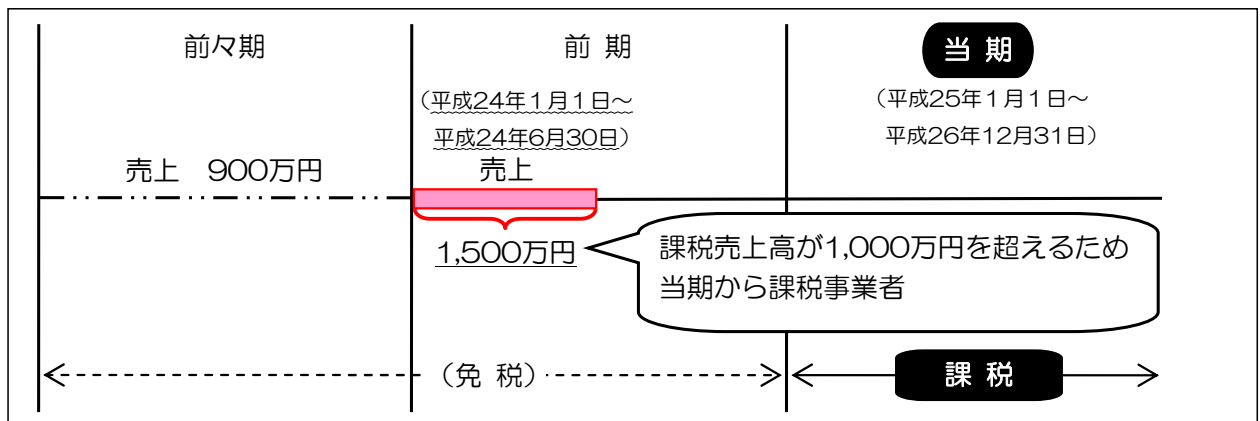 前々期
前 期
当 期
(平成24年1月1日～
平成24年6月30日)
(平成25年1月1日～
平成26年12月31日)
売上 900万円
売上
1,500万円
課税売上高が1,000万円を超えるため
当期から課税事業者
(免 税)
課 税